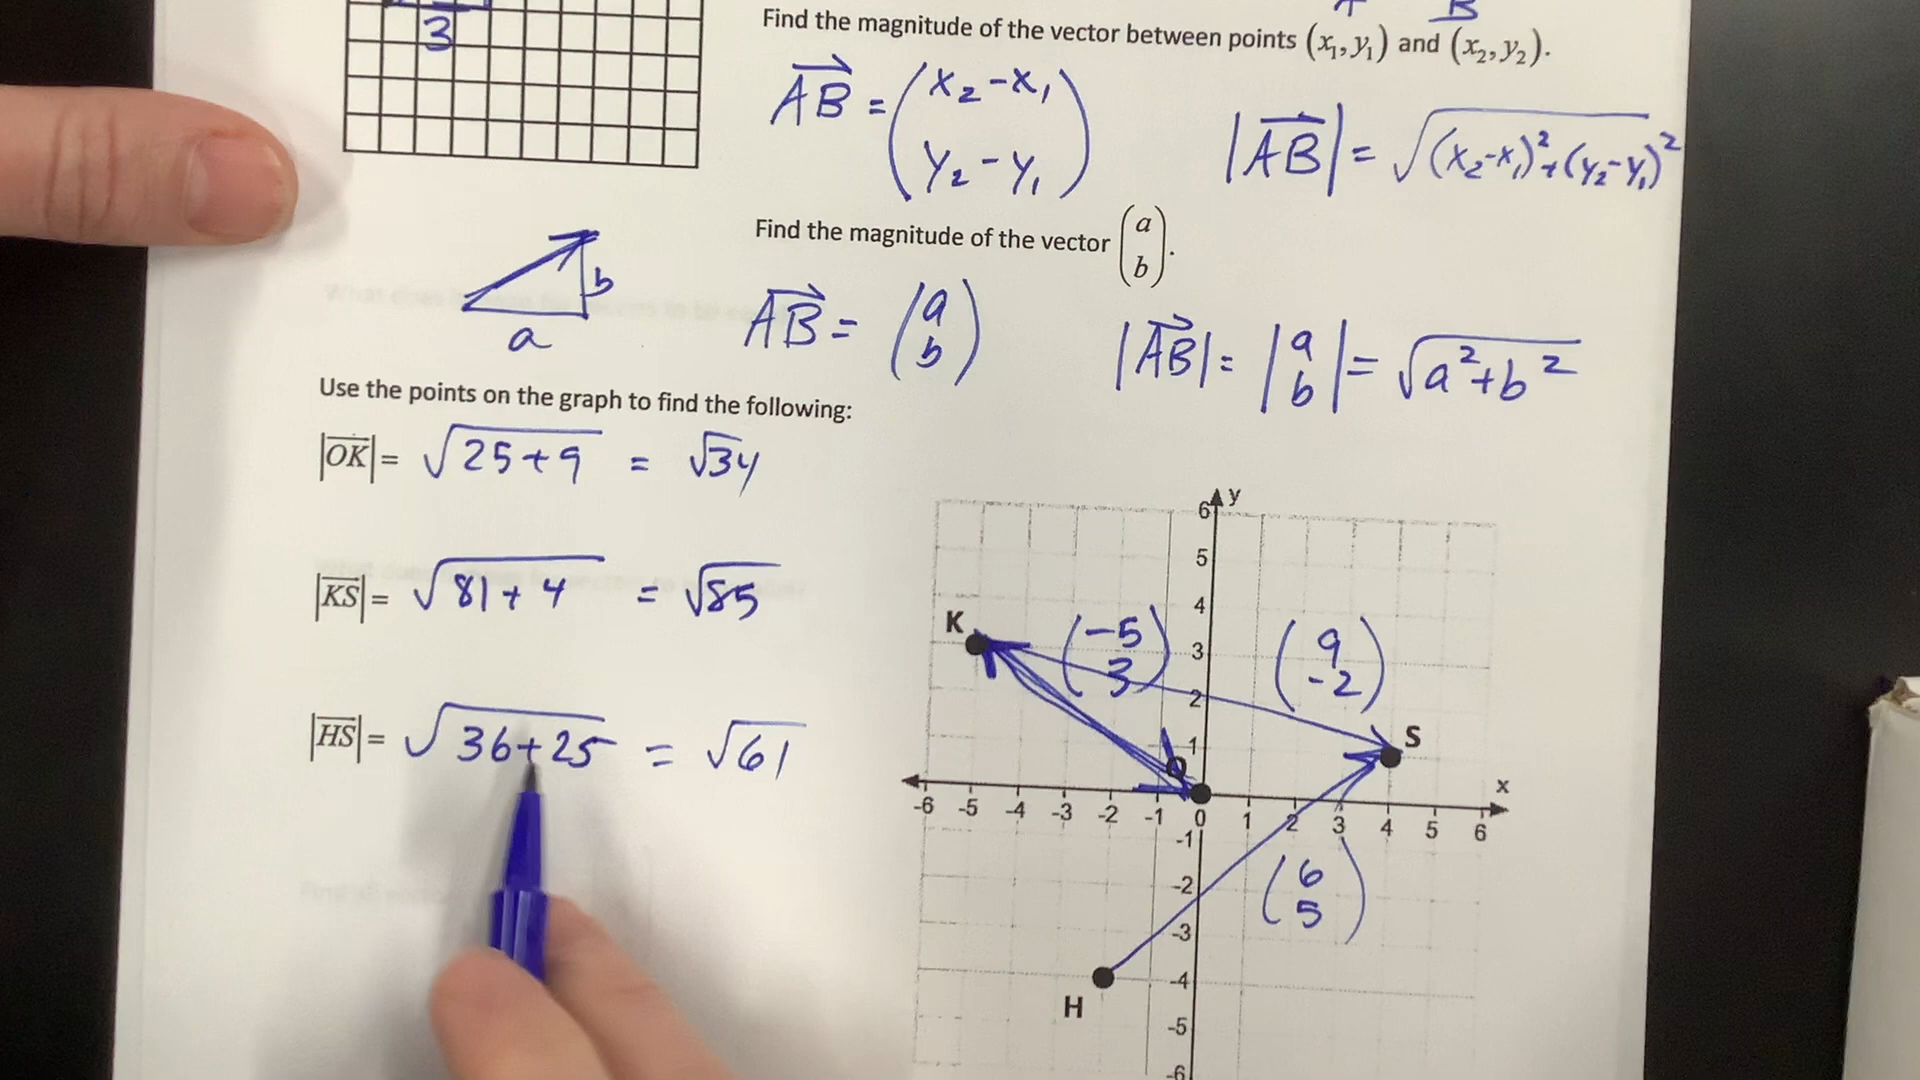 3
A B
Find the magnitude of the vector between points (x₁, y₁) and (x₂, y₂).
AB = (x₂ - x₁
y₂ - y₁)
|AB| = √(x₂-x₁)² + (y₂-y₁)²
Find the magnitude of the vector (a
b).
b
a
AB = (a
b)
|AB| = |a
b| = √a² + b²
Use the points on the graph to find the following:
|OK| = √25 + 9 = √34
|KS| = √81 + 4 = √85
|HS| = √36 + 25 = √61
y
6
5
4
K
(-5
3)
3
(9
-2)
2
S
1
O
x
-6 -5 -4 -3 -2 -1 0 1 2 3 4 5 6
-1
-2
(6
5)
-3
-4
H
-5
-6